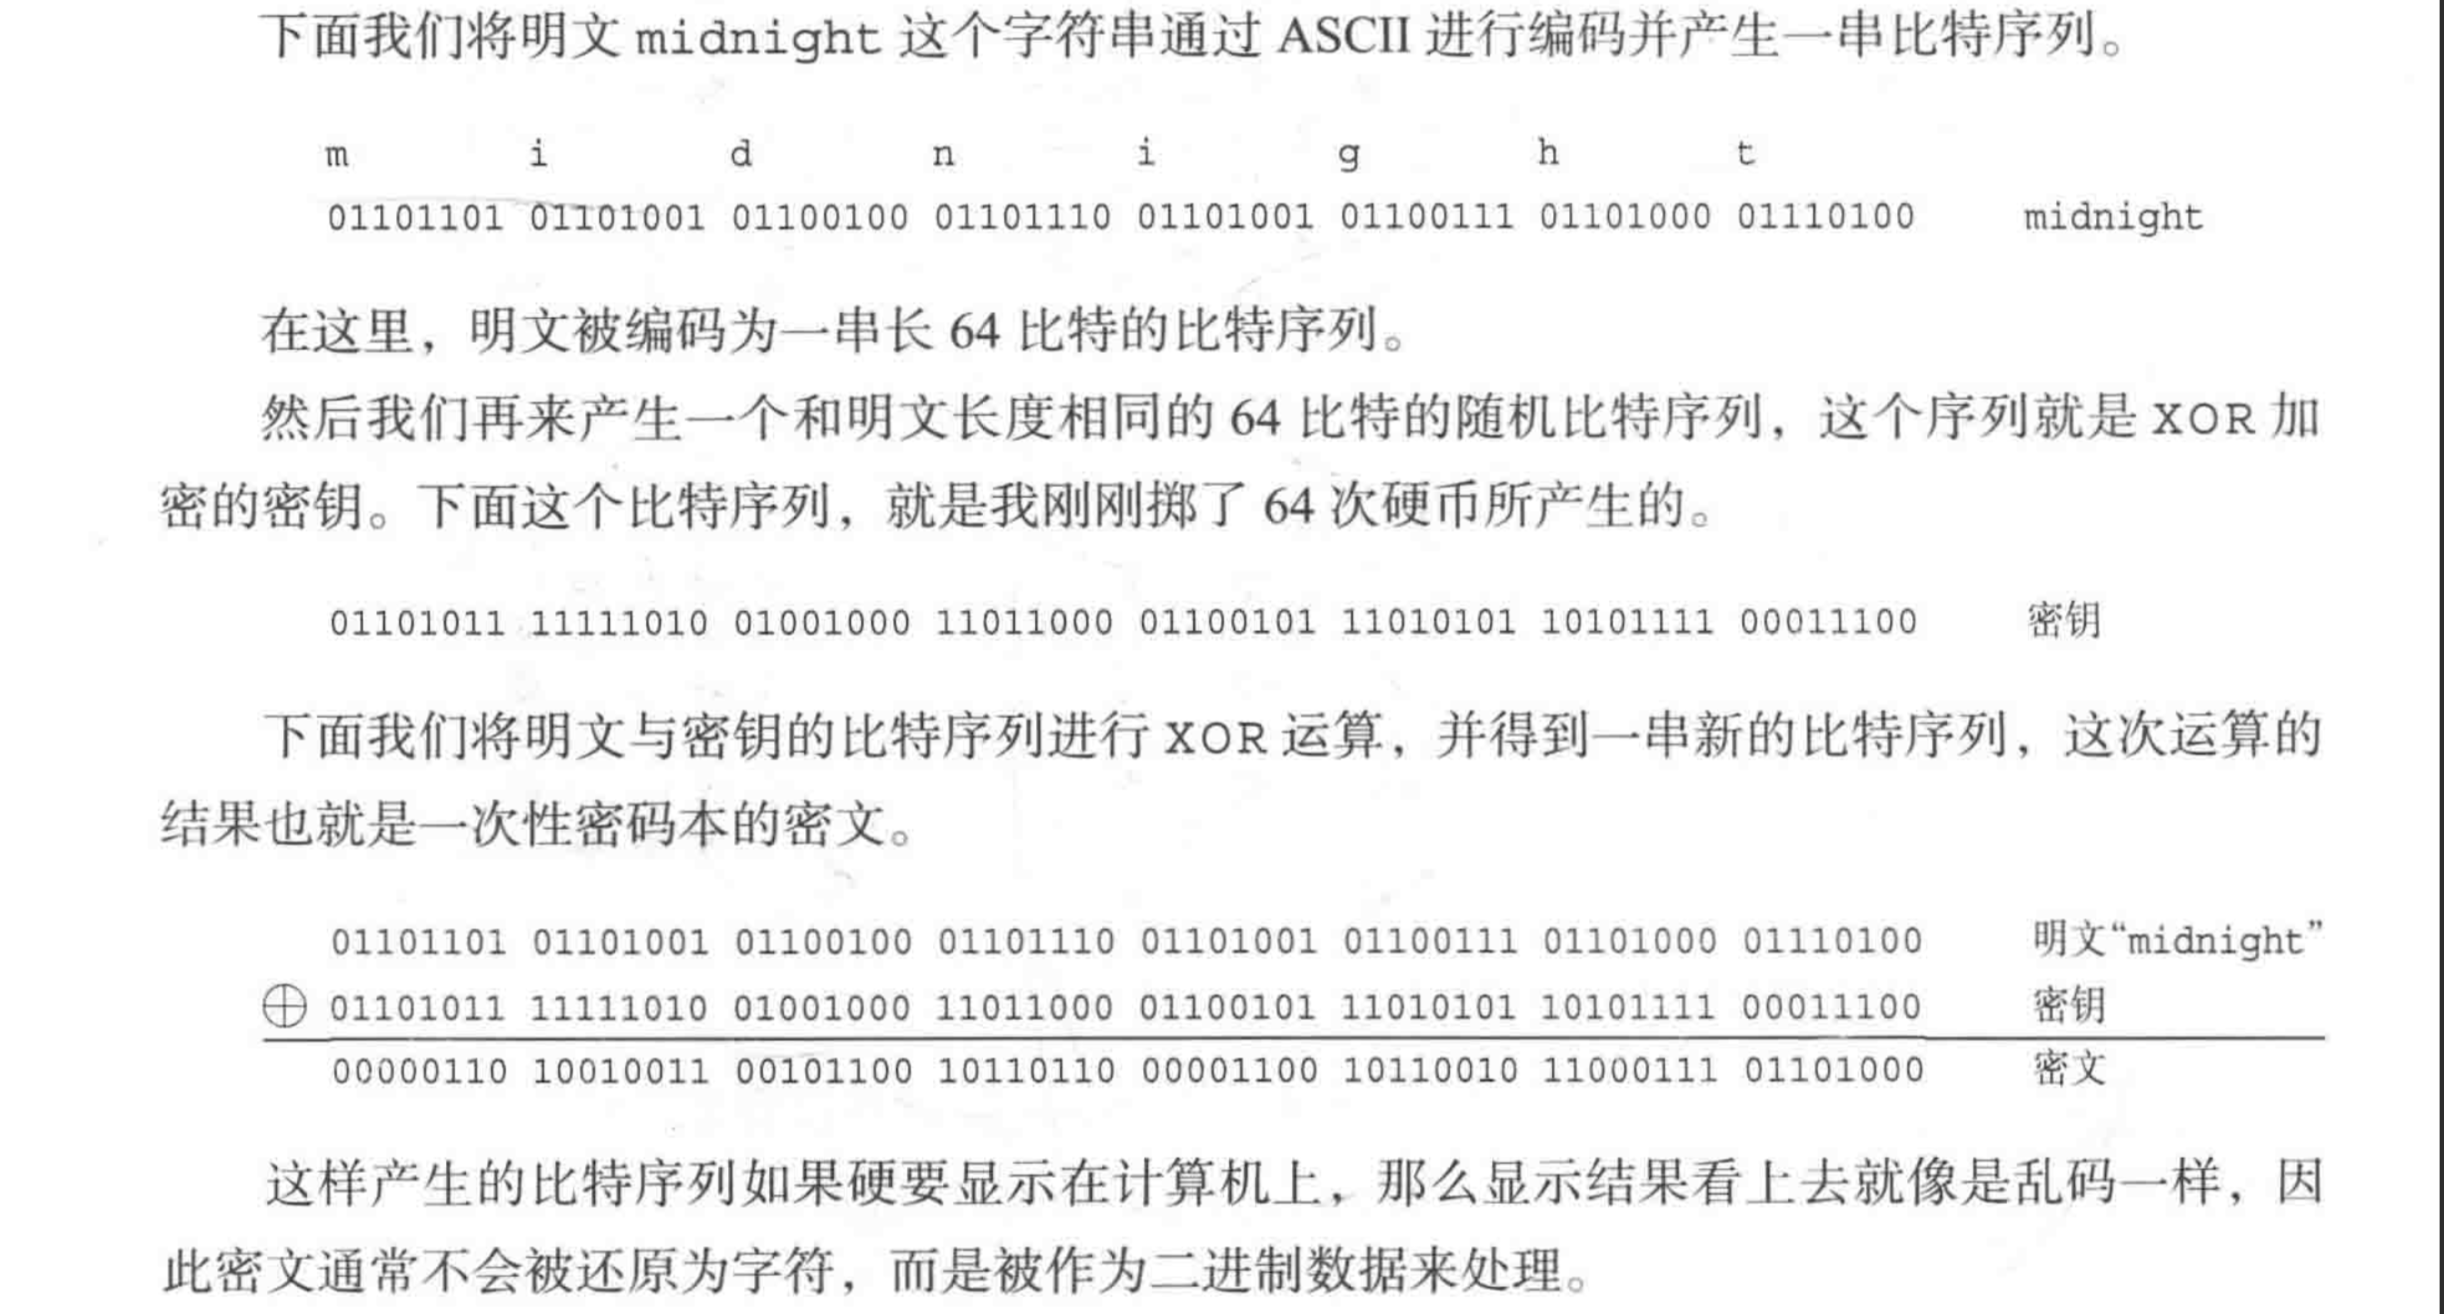 下面我们将明文 midnight 这个字符串通过 ASCII 进行编码并产生一串比特序列。
m i d n i g h t
01101101 01101001 01100100 01101110 01101001 01100111 01101000 01110100 midnight
在这里，明文被编码为一串长 64 比特的比特序列。
然后我们再来产生一个和明文长度相同的 64 比特的随机比特序列，这个序列就是 XOR 加
密的密钥。下面这个比特序列，就是我刚刚掷了 64 次硬币所产生的。
01101011 11111010 01001000 11011000 01100101 11010101 10101111 00011100 密钥
下面我们将明文与密钥的比特序列进行 XOR 运算，并得到一串新的比特序列，这次运算的
结果也就是一次性密码本的密文。
01101101 01101001 01100100 01101110 01101001 01100111 01101000 01110100 明文“midnight”
⊕ 01101011 11111010 01001000 11011000 01100101 11010101 10101111 00011100 密钥
00000110 10010011 00101100 10110110 00001100 10110010 11000111 01101000 密文
这样产生的比特序列如果硬要显示在计算机上，那么显示结果看上去就像是乱码一样，因
此密文通常不会被还原为字符，而是被作为二进制数据来处理。